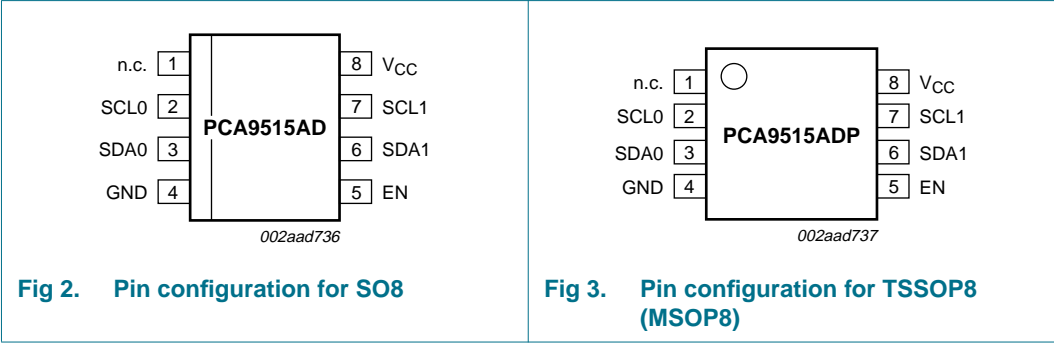 n.c. 1 8 VCC
SCL0 2 7 SCL1
PCA9515AD
SDA0 3 6 SDA1
GND 4 5 EN
002aad736
Fig 2. Pin configuration for SO8
n.c. 1 8 VCC
SCL0 2 7 SCL1
PCA9515ADP
SDA0 3 6 SDA1
GND 4 5 EN
002aad737
Fig 3. Pin configuration for TSSOP8
(MSOP8)